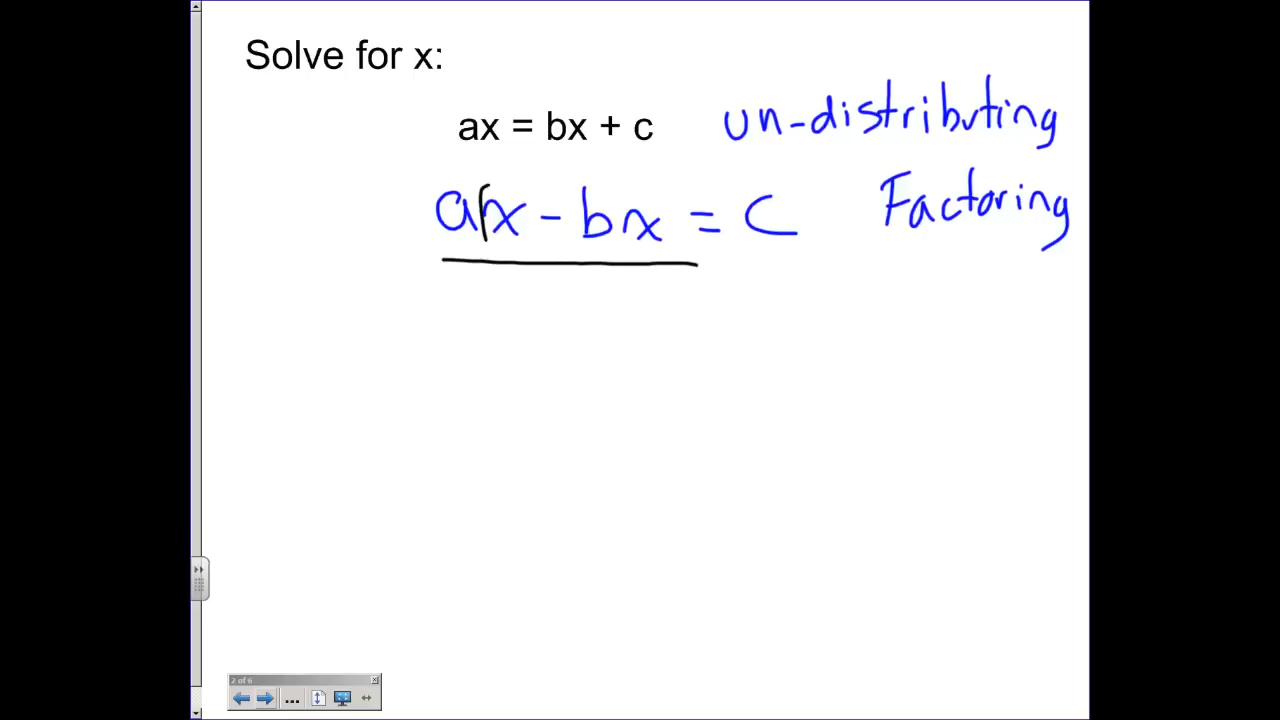 Solve for x:
ax = bx + c
un-distributing
ax - bx = c
Factoring
2 of 6
...